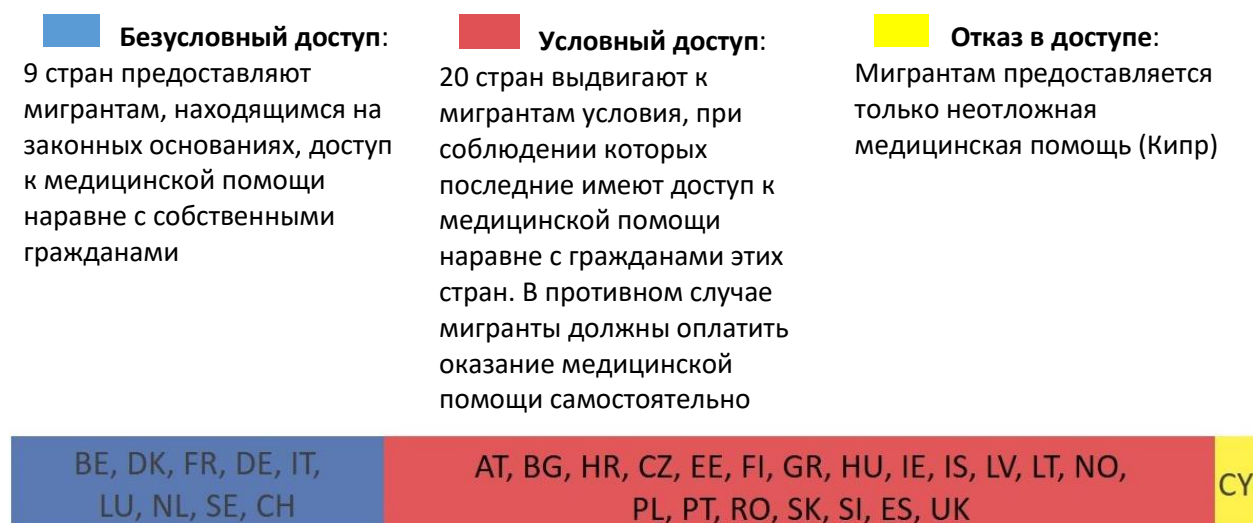 Безусловный доступ:
9 стран предоставляют
мигрантам, находящимся на
законных основаниях, доступ
к медицинской помощи
наравне с собственными
гражданами
Условный доступ:
20 стран выдвигают к
мигрантам условия, при
соблюдении которых
последние имеют доступ к
медицинской помощи
наравне с гражданами этих
стран. В противном случае
мигранты должны оплатить
оказание медицинской
помощи самостоятельно
Отказ в доступе:
Мигрантам предоставляется
только неотложная
медицинская помощь (Кипр)
BE, DK, FR, DE, IT,
LU, NL, SE, CH
AT, BG, HR, CZ, EE, FI, GR, HU, IE, IS, LV, LT, NO,
PL, PT, RO, SK, SI, ES, UK
CY